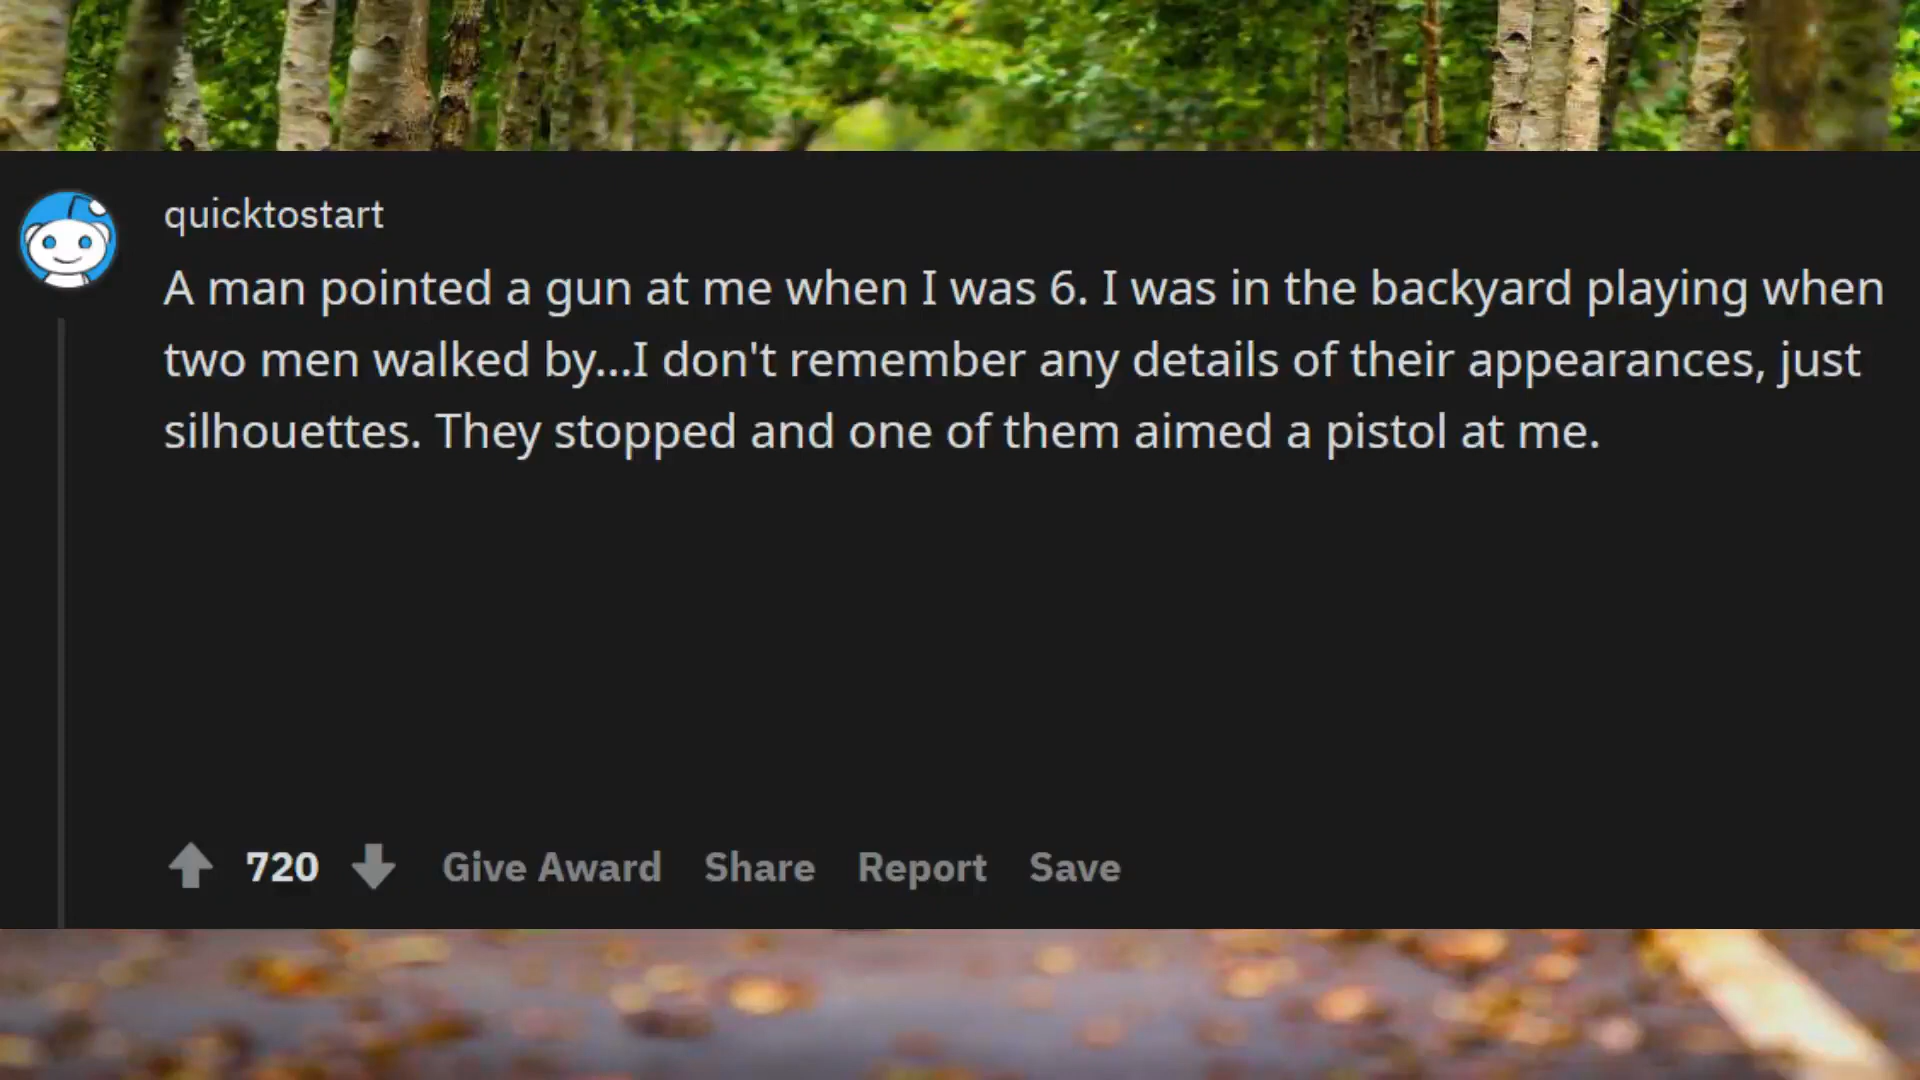 quicktostart
A man pointed a gun at me when I was 6. I was in the backyard playing when
two men walked by...I don't remember any details of their appearances, just
silhouettes. They stopped and one of them aimed a pistol at me.
720 Give Award Share Report Save